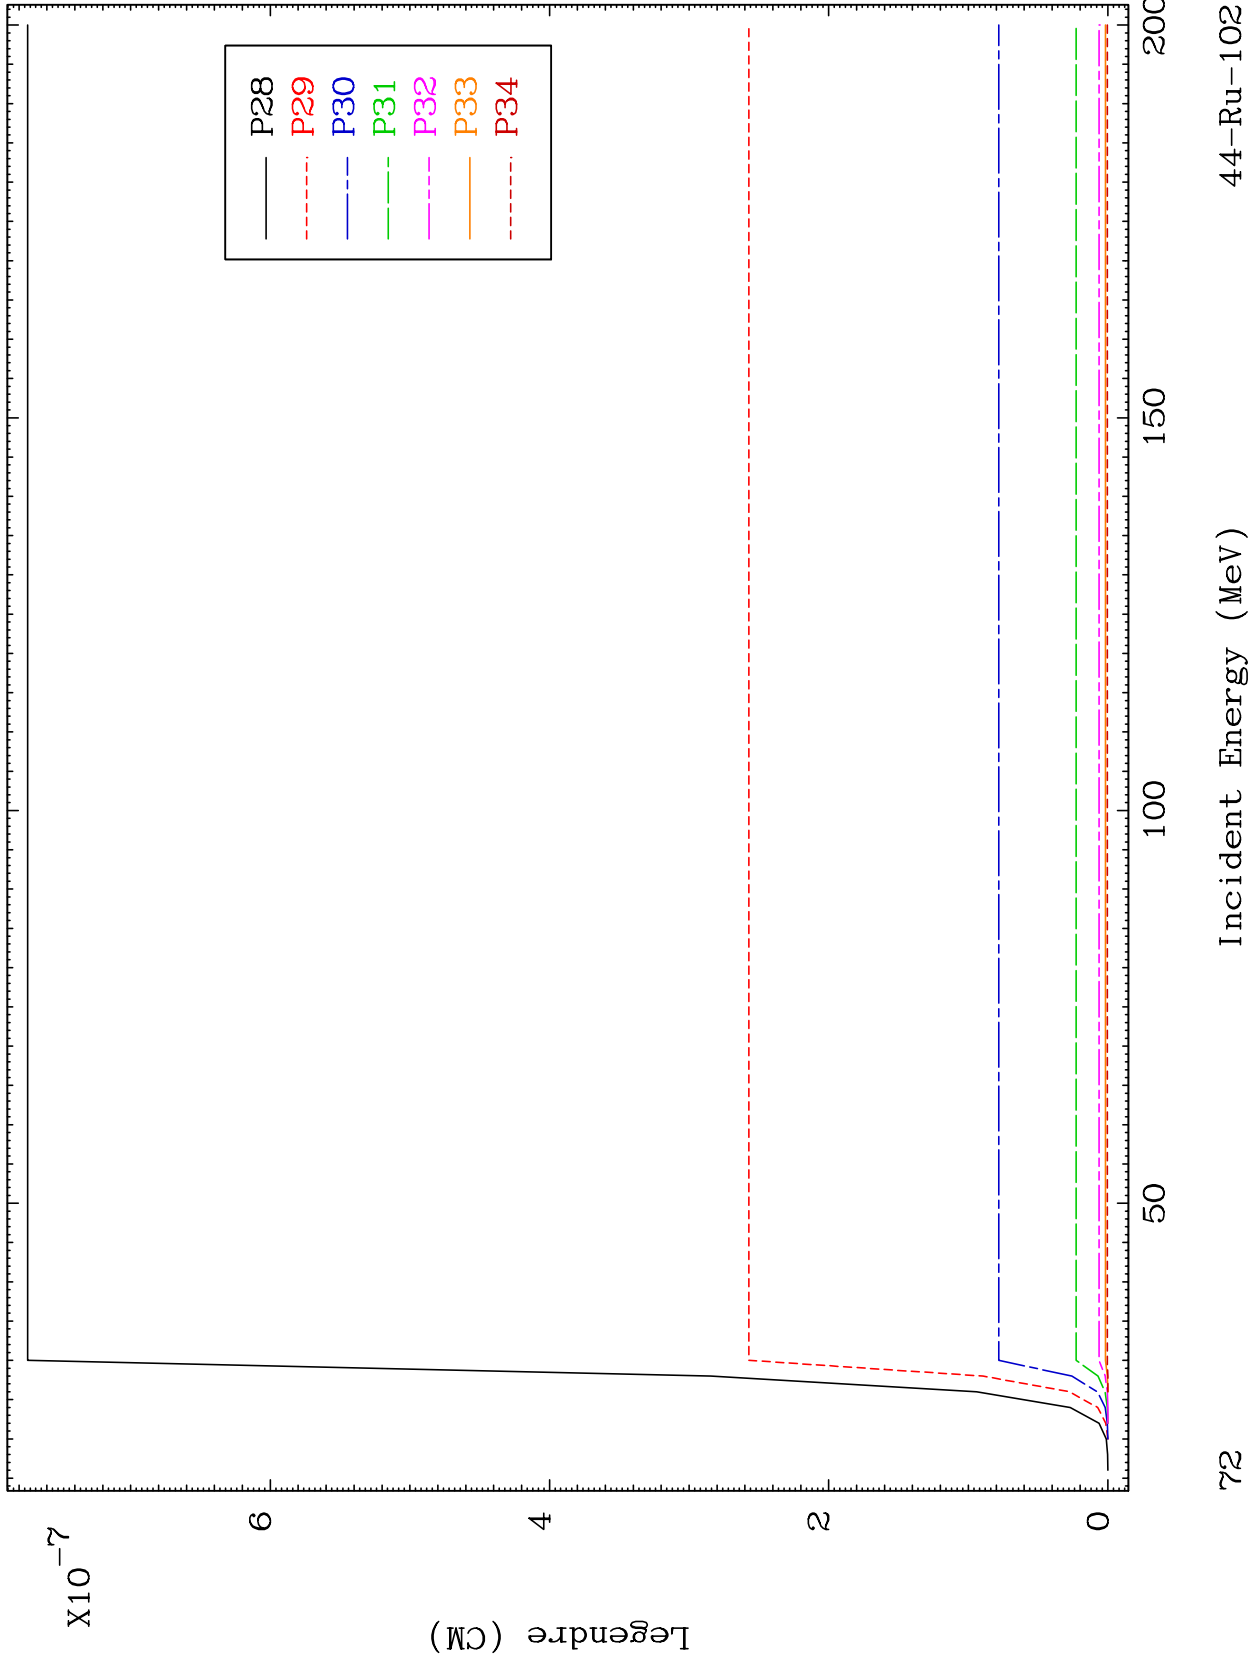 X10-7
6
4
2
0
Legendre (CM)
P28
P29
P30
P31
P32
P33
P34
50
100
150
200
Incident Energy (MeV)
72
44-Ru-102